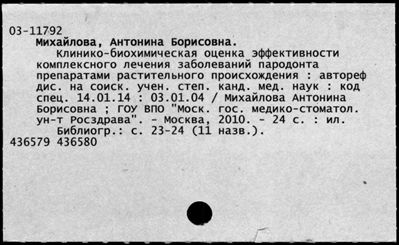 03-11792
Михайлова, Антонина Борисовна.
Клинико-биохимическая оценка эффективности
комплексного лечения заболеваний пародонта
препаратами растительного происхождения : автореф
дис. на соиск. учен. степ. канд. мед. наук : код
спец. 14.01.14 : 03.01.04 / Михайлова Антонина
Борисовна ; ГОУ ВПО "Моск. гос. медико-стоматол.
ун-т Росздрава". - Москва, 2010. - 24 с. : ил.
Библиогр.: с. 23-24 (11 назв.).
436579 436580